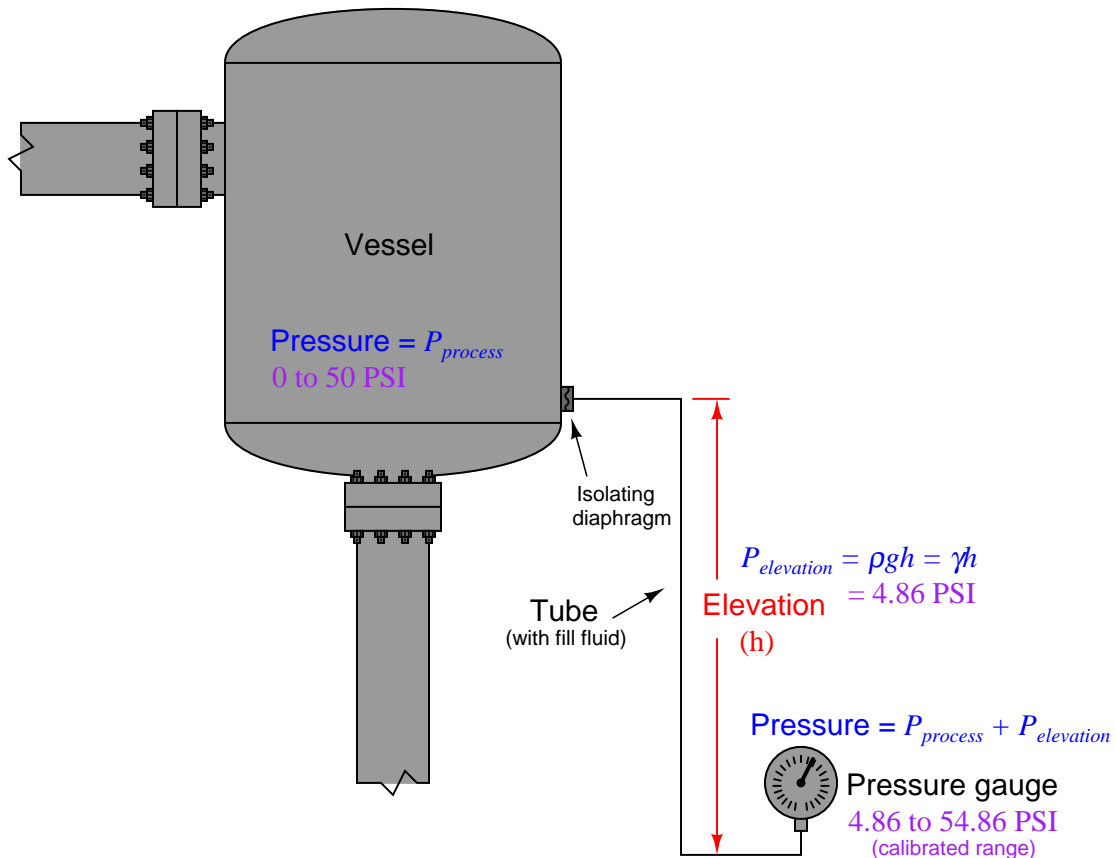 Vessel
Pressure = P_process
0 to 50 PSI
Isolating
diaphragm
P_elevation = ρgh = γh
= 4.86 PSI
Tube
(with fill fluid)
Elevation
(h)
Pressure = P_process + P_elevation
Pressure gauge
4.86 to 54.86 PSI
(calibrated range)